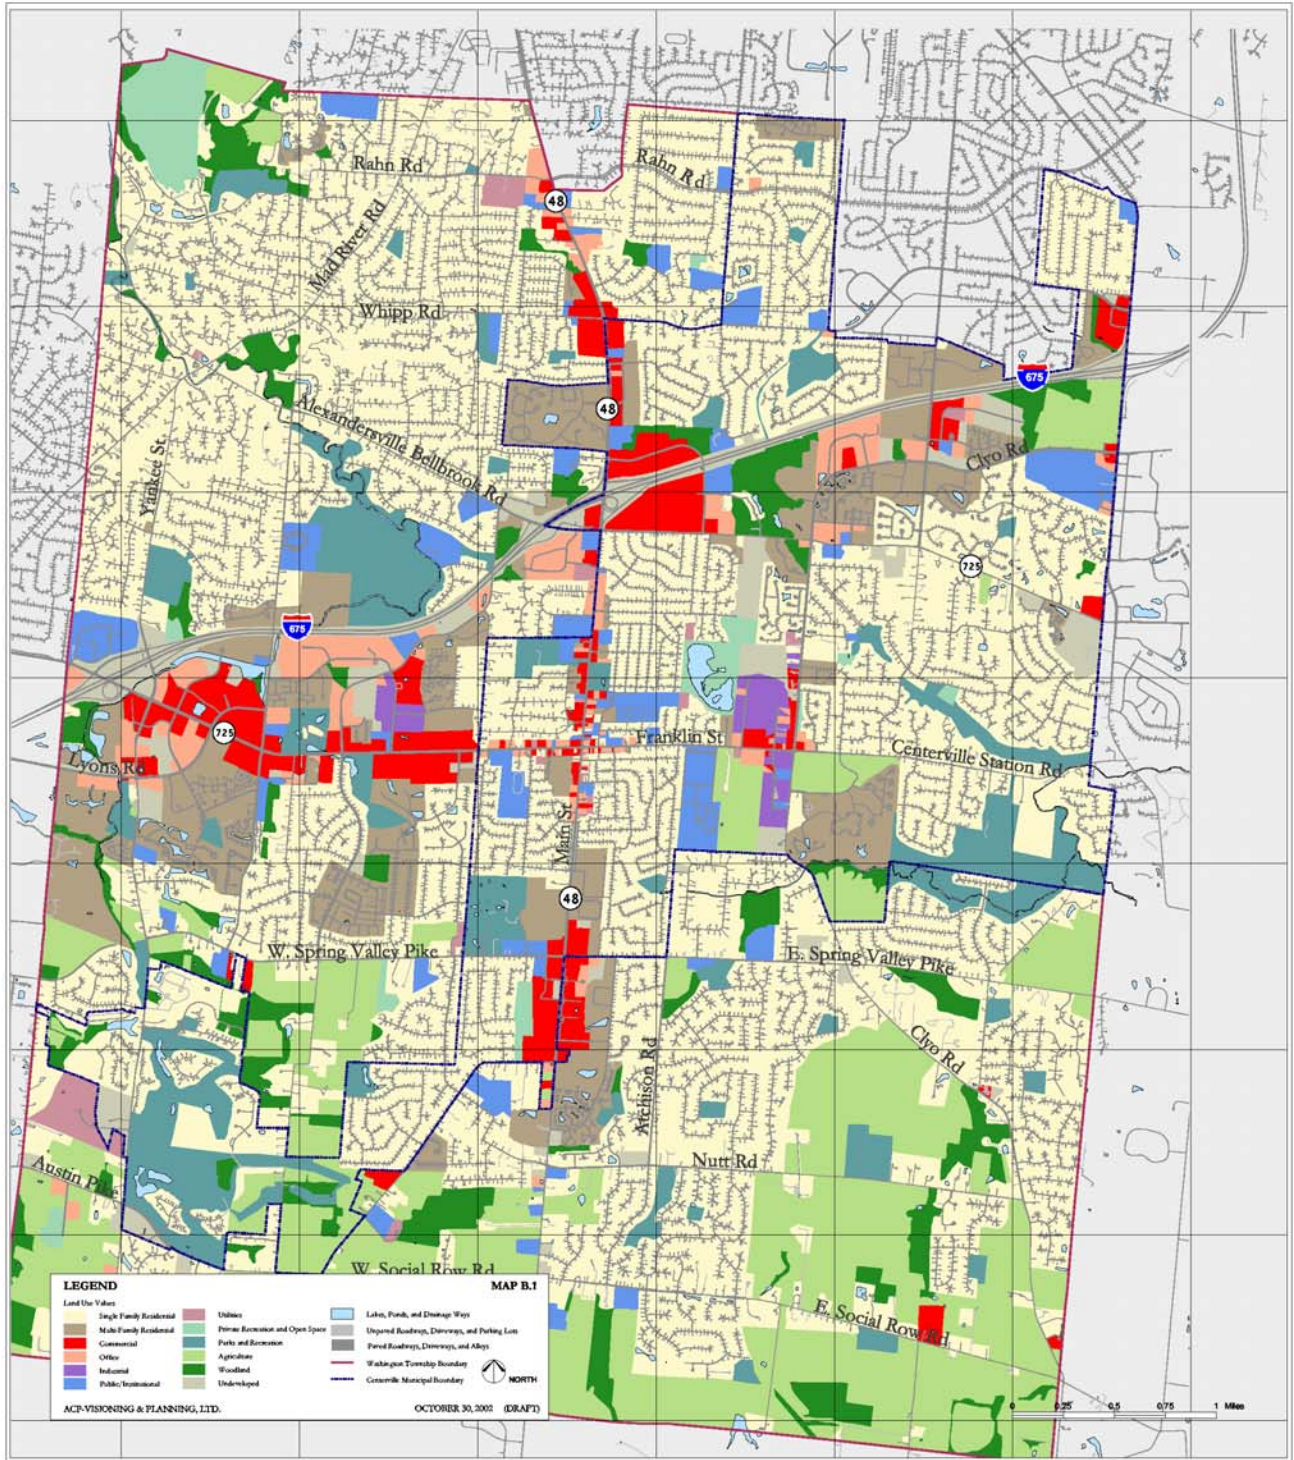 Rahn Rd
Rahn Rd
48
Mad River Rd
Whipp Rd
675
48
Alexandersville Bellbrook Rd
Clyo Rd
Yankee St
725
675
725
Franklin St
Centerville Station Rd
Lyons Rd
Main St
48
W. Spring Valley Pike
E. Spring Valley Pike
Clyo Rd
Atchison Rd
Nutt Rd
Austin Pike
W. Social Row Rd
E. Social Row Rd
LEGEND
MAP B.1
Land Use Values
Single Family Residential
Multi-Family Residential
Commercial
Office
Industrial
Public/Institutional
Utilities
Private Recreation and Open Space
Parks and Recreation
Agriculture
Woodland
Undeveloped
Lakes, Ponds, and Drainage Ways
Unpaved Roadways, Driveways, and Parking Lots
Paved Roadways, Driveways, and Alleys
Washington Township Boundary
Centerville Municipal Boundary
NORTH
ACP-VISIONING & PLANNING, LTD.
OCTOBER 30, 2002 (DRAFT)
0 0.25 0.5 0.75 1 Miles